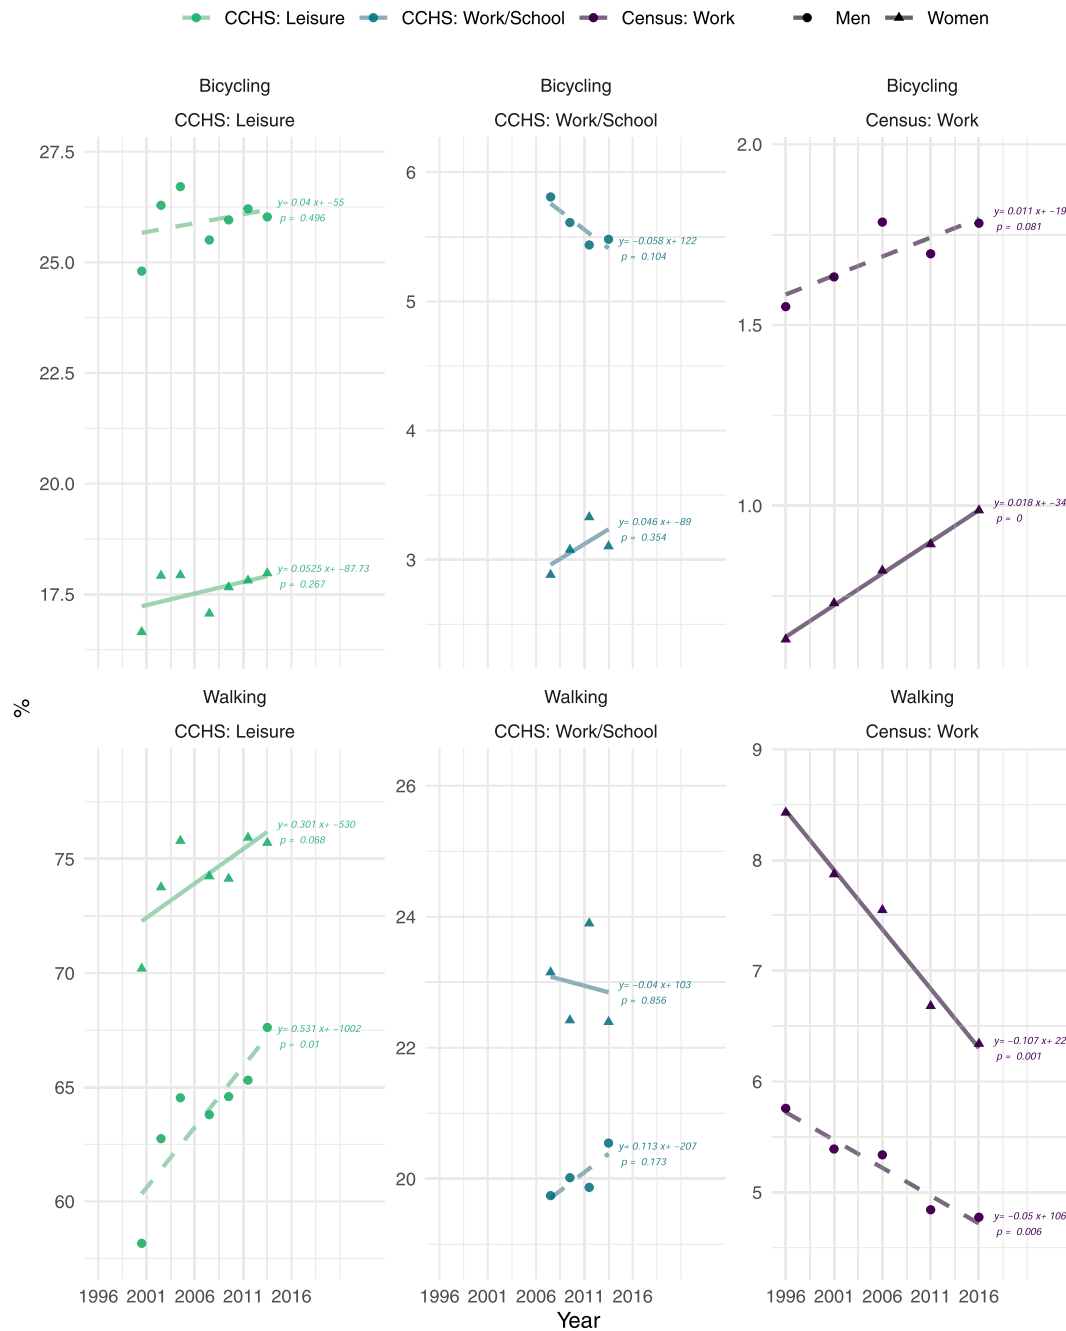 CCHS: Leisure CCHS: Work/School Census: Work Men Women
Bicycling Bicycling Bicycling
CCHS: Leisure CCHS: Work/School Census: Work
27.5
25.0
22.5
20.0
17.5
y= 0.04 x+ −55
p = 0.496
y= 0.0525 x+ −87.73
p = 0.267
6
5
4
3
y= −0.058 x+ 122
p = 0.104
y= 0.046 x+ −89
p = 0.354
2.0
1.5
1.0
y= 0.011 x+ −19
p = 0.081
y= 0.018 x+ −34
p = 0
%
Walking Walking Walking
CCHS: Leisure CCHS: Work/School Census: Work
75
70
65
60
y= 0.301 x+ −530
p = 0.068
y= 0.531 x+ −1002
p = 0.01
26
24
22
20
y= −0.04 x+ 103
p = 0.856
y= 0.113 x+ −207
p = 0.173
9
8
7
6
5
y= −0.107 x+ 22
p = 0.001
y= −0.05 x+ 106
p = 0.006
1996 2001 2006 2011 2016 1996 2001 2006 2011 2016 1996 2001 2006 2011 2016
Year